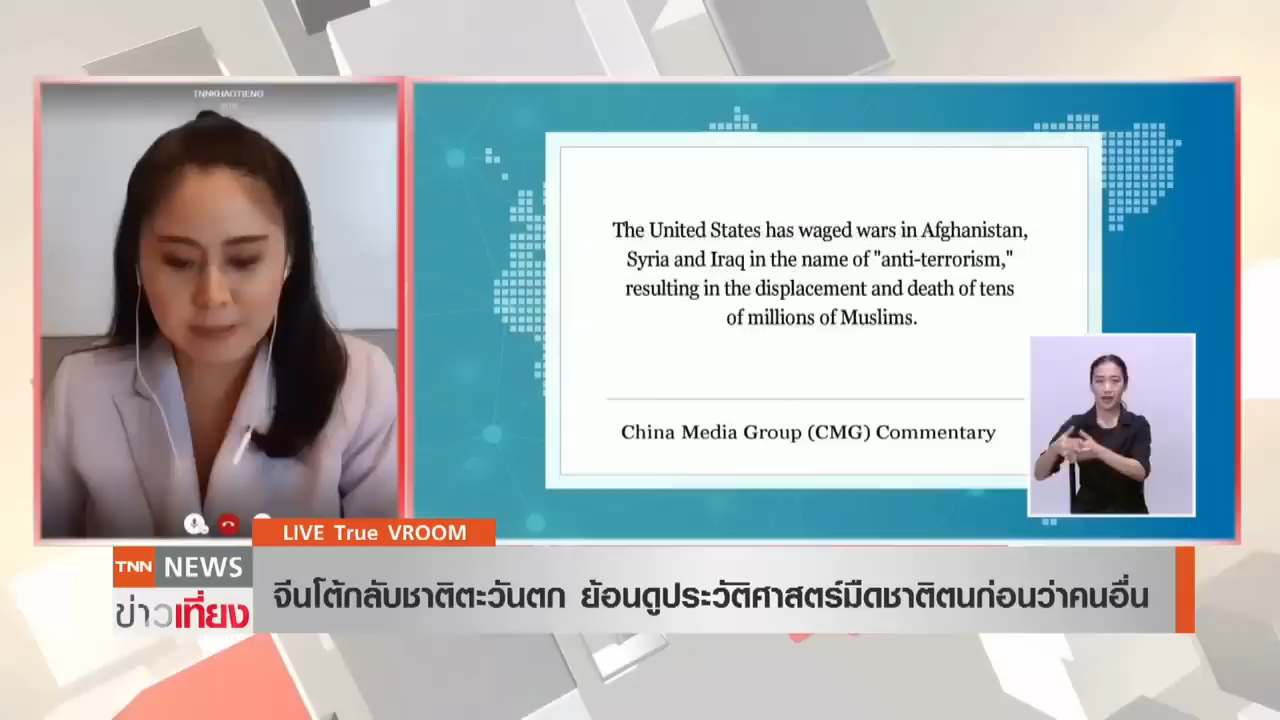 TNNKHAOTIENG
The United States has waged wars in Afghanistan,
Syria and Iraq in the name of "anti-terrorism,"
resulting in the displacement and death of tens
of millions of Muslims.
China Media Group (CMG) Commentary
LIVE True VROOM
TNN NEWS
ข่าวเที่ยง
จีนโต้กลับชาติตะวันตก ย้อนดูประวัติศาสตร์มืดชาติตนก่อนว่าคนอื่น